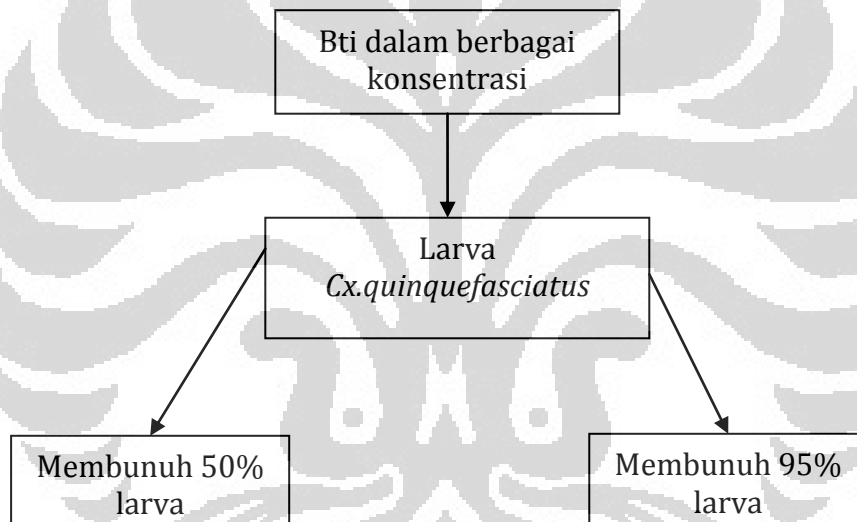 Bti dalam berbagai
konsentrasi
Larva
Cx.quinquefasciatus
Membunuh 50%
larva
Membunuh 95%
larva